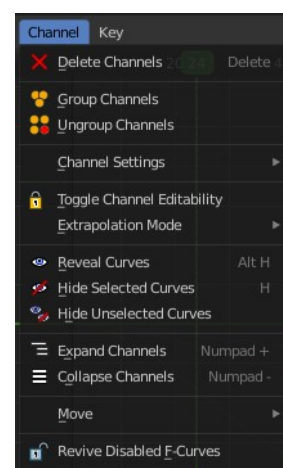 Channel Key
Delete Channels Delete
Group Channels
Ungroup Channels
Channel Settings
Toggle Channel Editability
Extrapolation Mode
Reveal Curves Alt H
Hide Selected Curves H
Hide Unselected Curves
Expand Channels Numpad +
Collapse Channels Numpad -
Move
Revive Disabled F-Curves